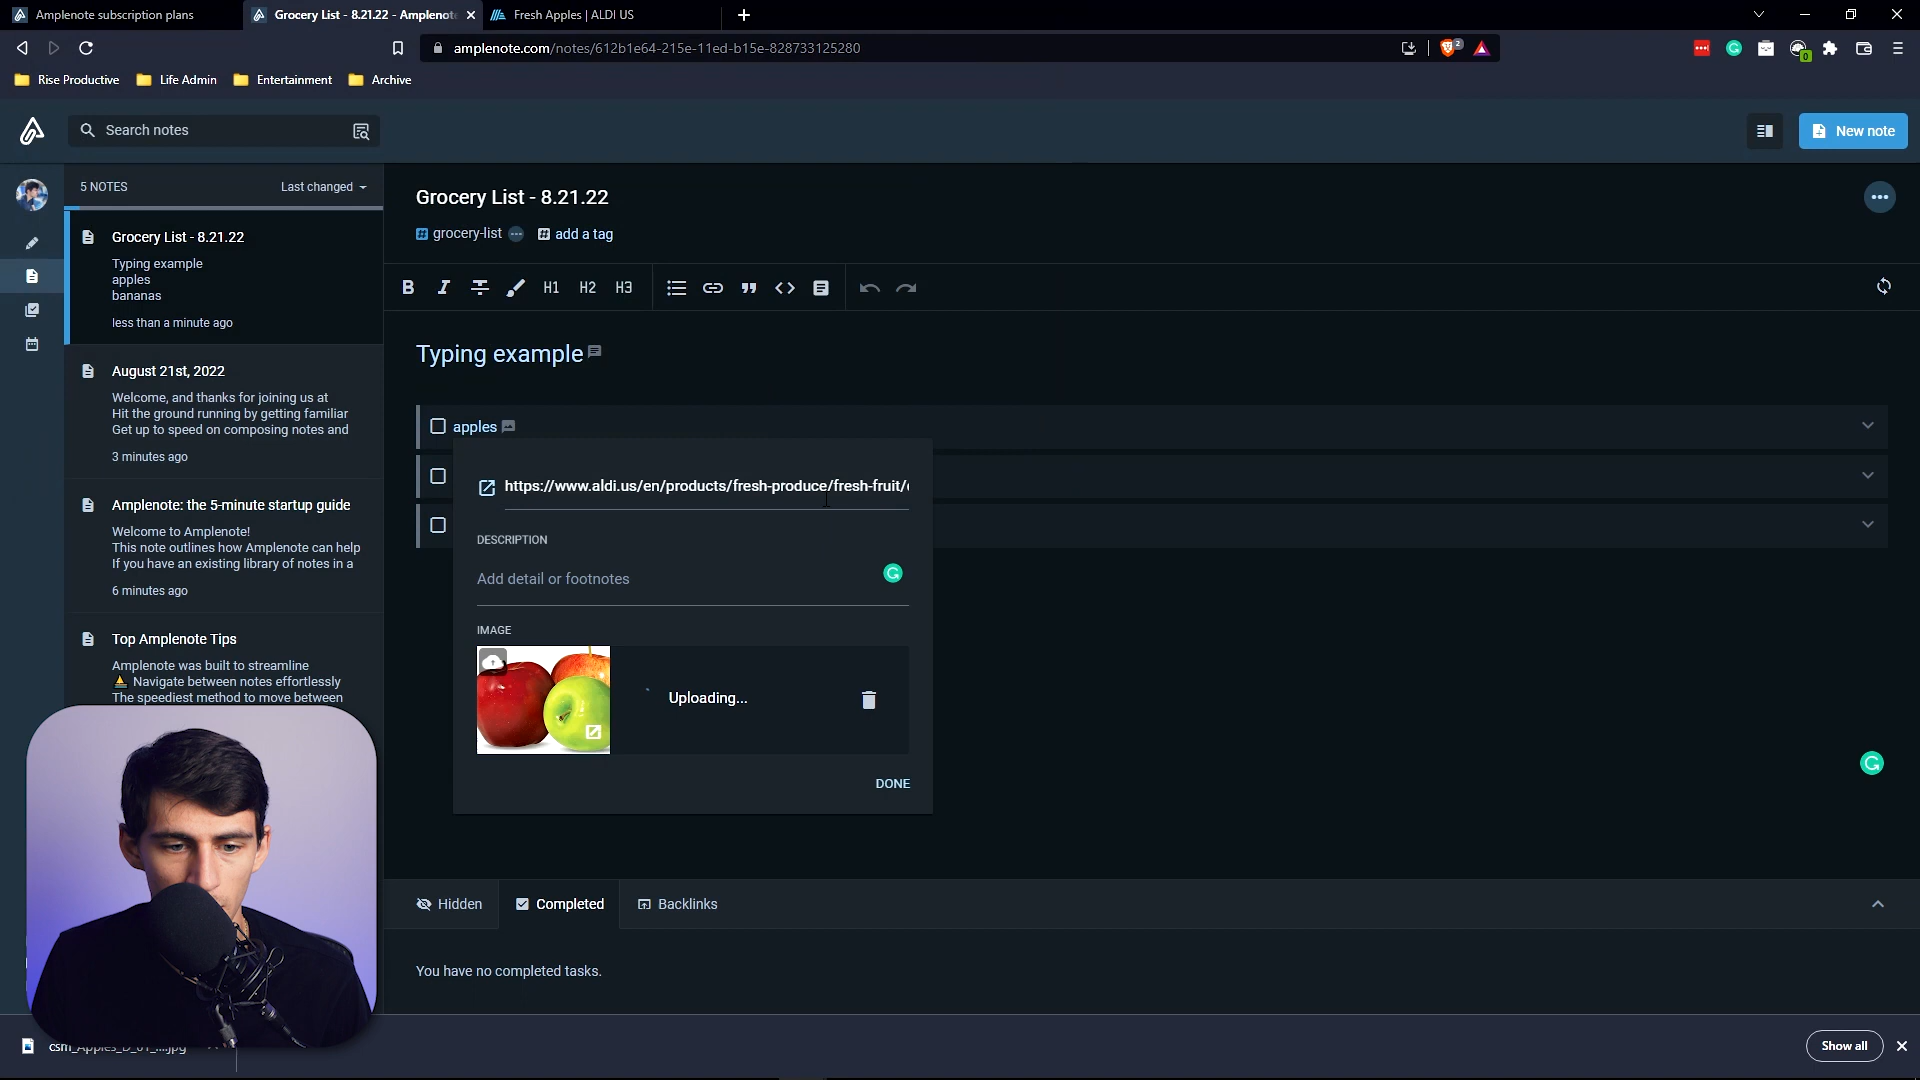 Amplenote subscription plans
Grocery List - 8.21.22 - Amplenote
Fresh Apples | ALDI US
amplenote.com/notes/612b1e64-215e-11ed-b15e-828733125280
2
0
Rise Productive
Life Admin
Entertainment
Archive
Search notes
New note
5 NOTES
Last changed
Grocery List - 8.21.22
Typing example
apples
bananas
less than a minute ago
August 21st, 2022
Welcome, and thanks for joining us at
Hit the ground running by getting familiar
Get up to speed on composing notes and
3 minutes ago
Amplenote: the 5-minute startup guide
Welcome to Amplenote!
This note outlines how Amplenote can help
If you have an existing library of notes in a
6 minutes ago
Top Amplenote Tips
Amplenote was built to streamline
Navigate between notes effortlessly
The speediest method to move between
Grocery List - 8.21.22
grocery-list
add a tag
B I H1 H2 H3
Typing example
apples
https://www.aldi.us/en/products/fresh-produce/fresh-fruit/
DESCRIPTION
Add detail or footnotes
IMAGE
Uploading...
DONE
Hidden
Completed
Backlinks
You have no completed tasks.
Show all